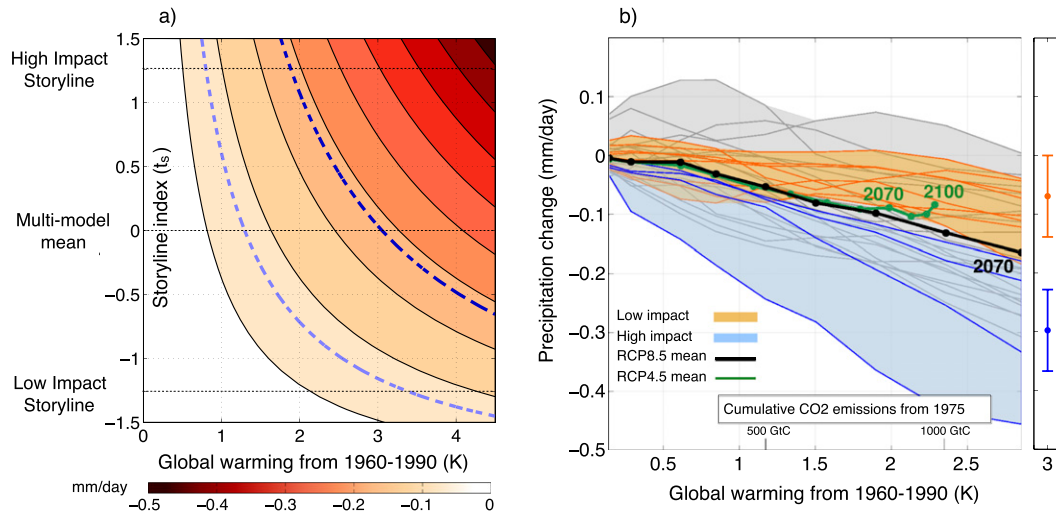 a)
High Impact
Storyline
Multi-model
mean
Low Impact
Storyline
Storyline index (tₛ)
1.5
1
0.5
0
−0.5
−1
−1.5
0
1
2
3
4
Global warming from 1960-1990 (K)
mm/day
−0.5
−0.4
−0.3
−0.2
−0.1
0
b)
Precipitation change (mm/day)
0.1
0
−0.1
−0.2
−0.3
−0.4
−0.5
2070
2100
2070
Low impact
High impact
RCP8.5 mean
RCP4.5 mean
Cumulative CO2 emissions from 1975
500 GtC
1000 GtC
0.5
1
1.5
2
2.5
3
Global warming from 1960-1990 (K)